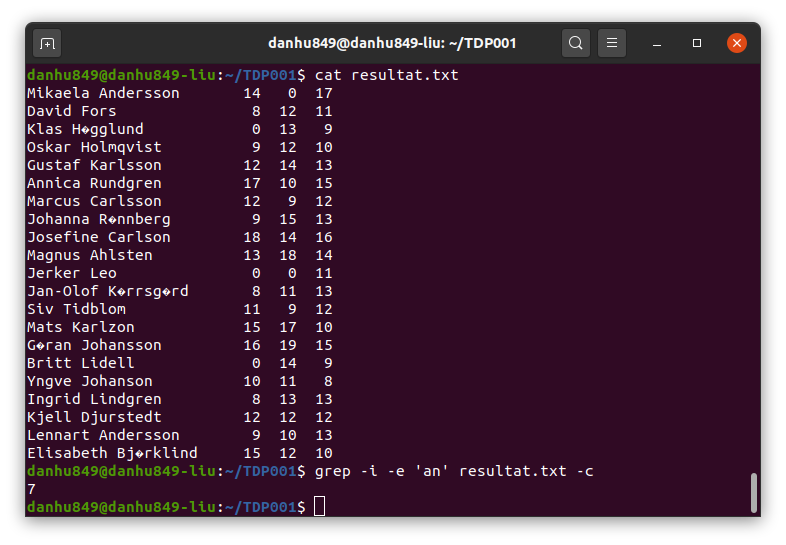 danhu849@danhu849-liu: ~/TDP001
danhu849@danhu849-liu:~/TDP001$ cat resultat.txt
Mikaela Andersson       14   0  17
David Fors               8  12  11
Klas H�gglund            0  13   9
Oskar Holmqvist          9  12  10
Gustaf Karlsson         12  14  13
Annica Rundgren         17  10  15
Marcus Carlsson         12   9  12
Johanna R�nnberg         9  15  13
Josefine Carlson        18  14  16
Magnus Ahlsten          13  18  14
Jerker Leo               0   0  11
Jan-Olof K�rrsg�rd       8  11  13
Siv Tidblom             11   9  12
Mats Karlzon            15  17  10
G�ran Johansson         16  19  15
Britt Lidell             0  14   9
Yngve Johanson          10  11   8
Ingrid Lindgren          8  13  13
Kjell Djurstedt         12  12  12
Lennart Andersson        9  10  13
Elisabeth Bj�rklind     15  12  10
danhu849@danhu849-liu:~/TDP001$ grep -i -e 'an' resultat.txt -c
7
danhu849@danhu849-liu:~/TDP001$